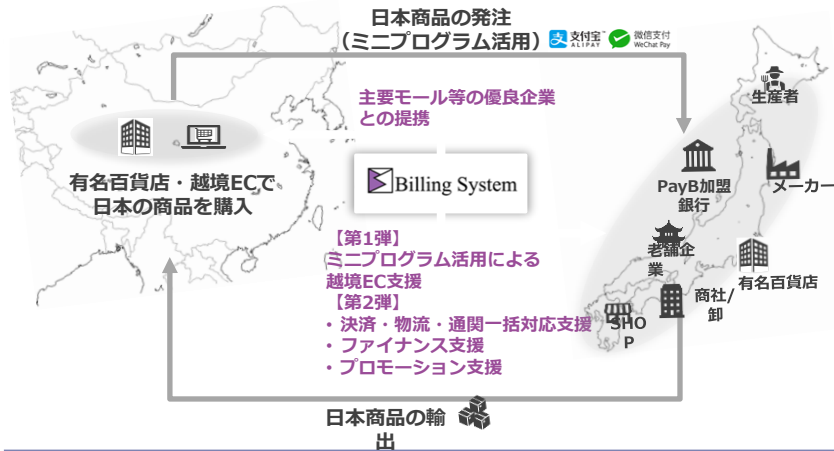 日本商品の発注
（ミニプログラム活用）
支付宝
ALIPAY
微信支付
WeChat Pay
主要モール等の優良企業
との提携
生産者
有名百貨店・越境ECで
日本の商品を購入
Billing System
PayB加盟
銀行
メーカー
【第1弾】
ミニプログラム活用による
越境EC支援
【第2弾】
・決済・物流・通関一括対応支援
・ファイナンス支援
・プロモーション支援
老舗企
業
有名百貨店
商社/
卸
SHO
P
日本商品の輸
出